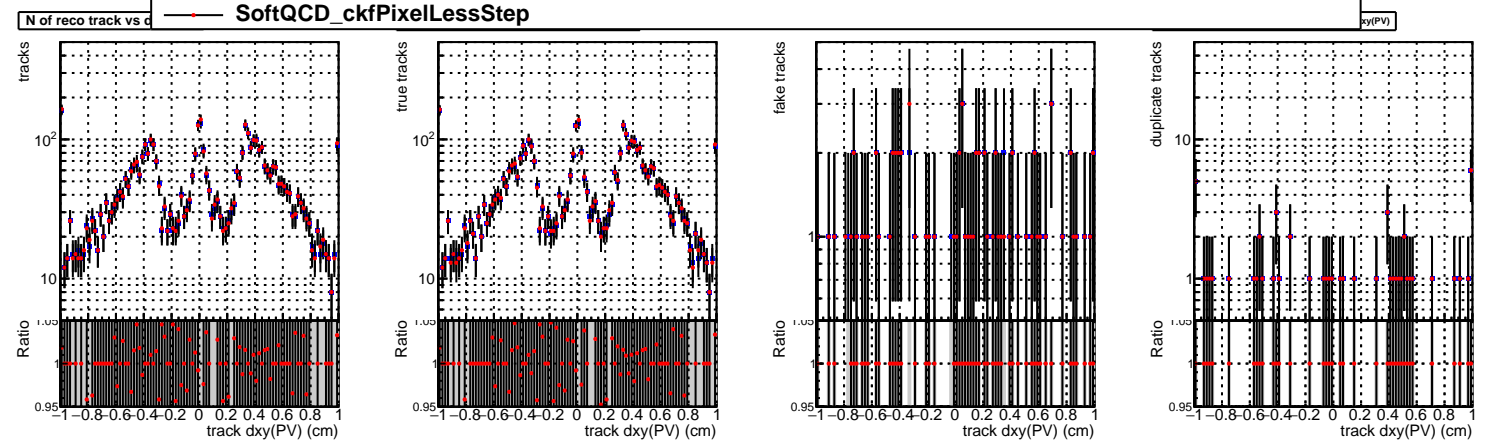 SoftQCD_ckfPixelLessStep
N of reco track vs d
xy(PV)
tracks
10²
10
Ratio
1.05
1
0.95
−1 −0.8 −0.6 −0.4 −0.2 0 0.2 0.4 0.6 0.8 1
track dxy(PV) (cm)
true tracks
10²
10
Ratio
1.05
1
0.95
−1 −0.8 −0.6 −0.4 −0.2 0 0.2 0.4 0.6 0.8 1
track dxy(PV) (cm)
fake tracks
1
Ratio
1.05
1
0.95
−1 −0.8 −0.6 −0.4 −0.2 0 0.2 0.4 0.6 0.8 1
track dxy(PV) (cm)
duplicate tracks
10
1
Ratio
1.05
1
0.95
−1 −0.8 −0.6 −0.4 −0.2 0 0.2 0.4 0.6 0.8 1
track dxy(PV) (cm)